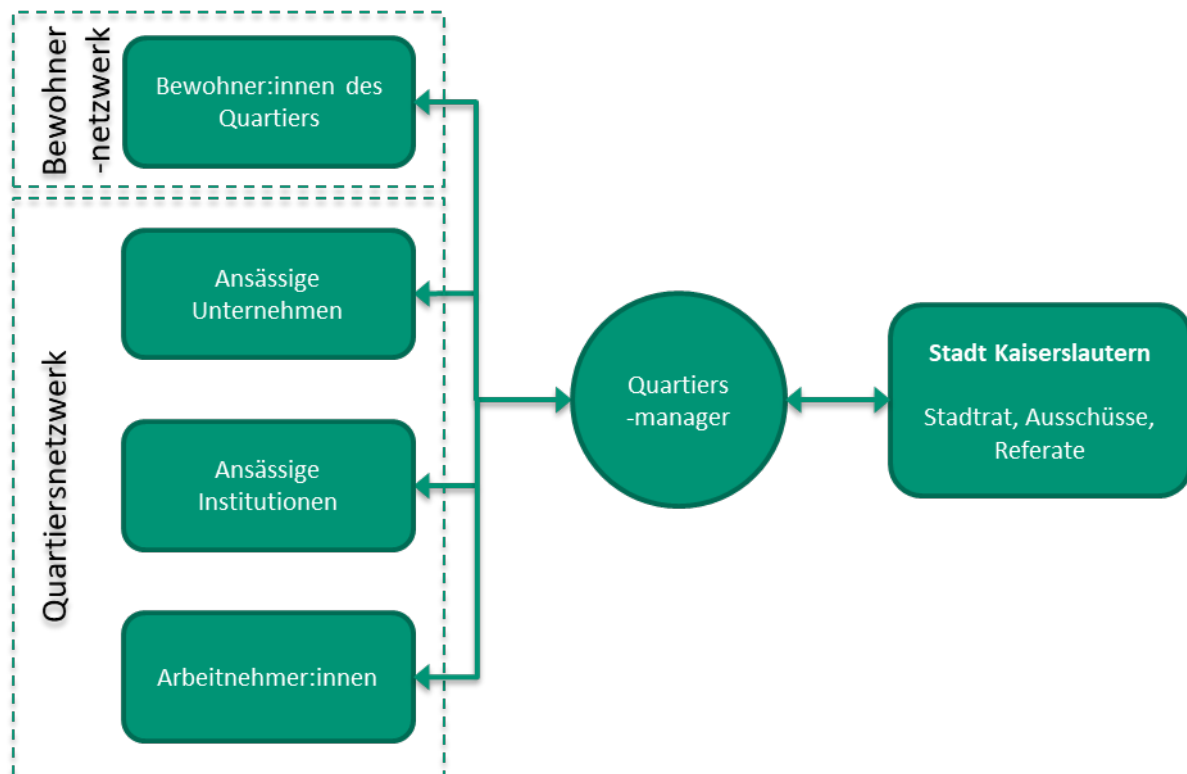 Bewohner
-netzwerk
Bewohner:innen des
Quartiers
Quartiersnetzwerk
Ansässige
Unternehmen
Ansässige
Institutionen
Arbeitnehmer:innen
Quartiers
-manager
Stadt Kaiserslautern
Stadtrat, Ausschüsse,
Referate